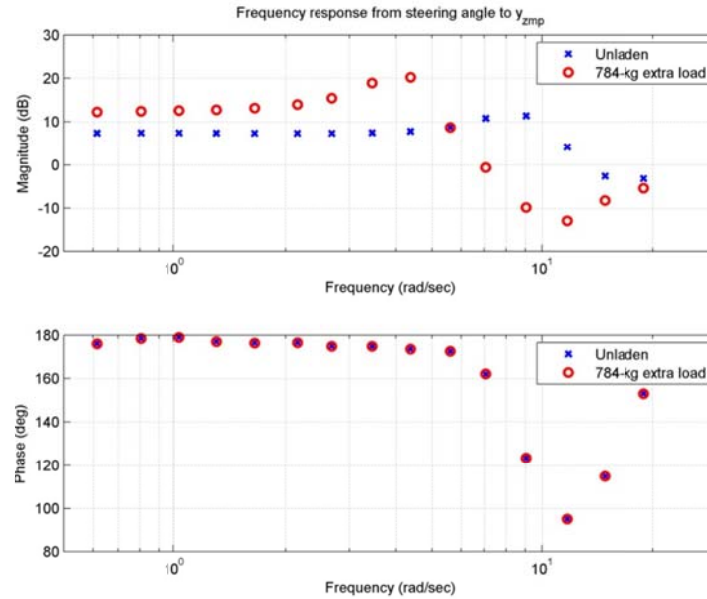 Frequency response from steering angle to y_zmp
30
20
10
0
-10
-20
Magnitude (dB)
Unladen
784-kg extra load
10^0
10^1
Frequency (rad/sec)
180
160
140
120
100
80
Phase (deg)
Unladen
784-kg extra load
10^0
10^1
Frequency (rad/sec)